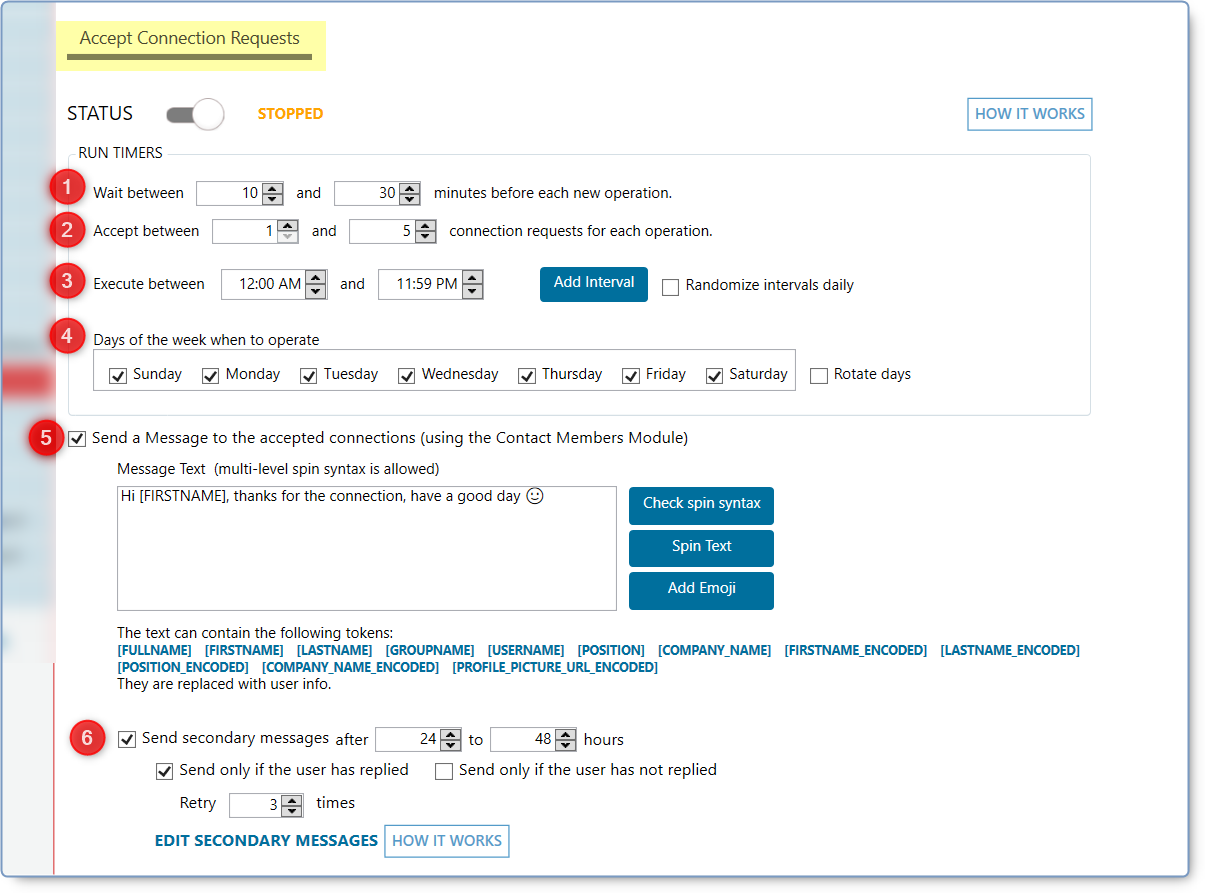 Accept Connection Requests
STATUS STOPPED HOW IT WORKS
RUN TIMERS
1 Wait between 10 and 30 minutes before each new operation.
2 Accept between 1 and 5 connection requests for each operation.
3 Execute between 12:00 AM and 11:59 PM Add Interval Randomize intervals daily
4 Days of the week when to operate
Sunday Monday Tuesday Wednesday Thursday Friday Saturday Rotate days
5 Send a Message to the accepted connections (using the Contact Members Module)
Message Text (multi-level spin syntax is allowed)
Hi [FIRSTNAME], thanks for the connection, have a good day ☺
Check spin syntax
Spin Text
Add Emoji
The text can contain the following tokens:
[FULLNAME] [FIRSTNAME] [LASTNAME] [GROUPNAME] [USERNAME] [POSITION] [COMPANY_NAME] [FIRSTNAME_ENCODED] [LASTNAME_ENCODED]
[POSITION_ENCODED] [COMPANY_NAME_ENCODED] [PROFILE_PICTURE_URL_ENCODED]
They are replaced with user info.
6 Send secondary messages after 24 to 48 hours
Send only if the user has replied Send only if the user has not replied
Retry 3 times
EDIT SECONDARY MESSAGES HOW IT WORKS